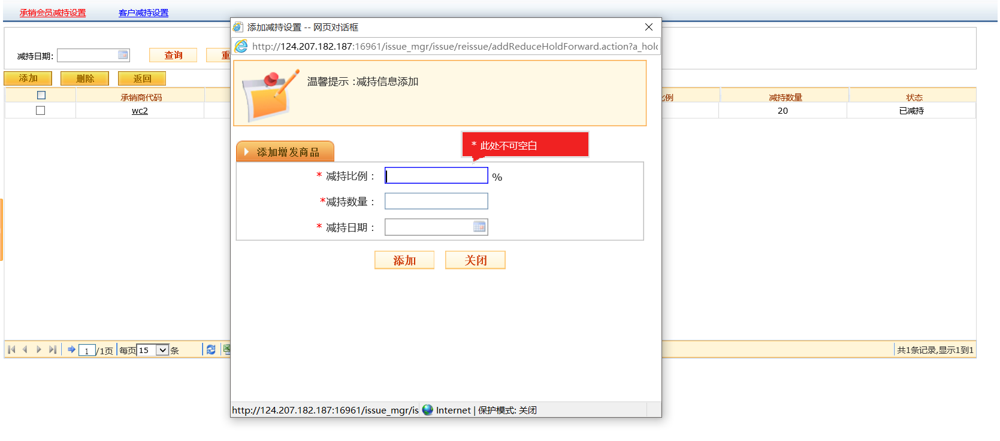 承销会员减持设置 客户减持设置
减持日期: 查询 重
添加 删除 返回
承销商代码 比例 减持数量 状态
wc2 20 已减持
1 /1页 每页 15 条 共1条记录,显示1到1
添加减持设置 -- 网页对话框
http://124.207.182.187:16961/issue_mgr/issue/reissue/addReduceHoldForward.action?a_hold
温馨提示 :减持信息添加
* 此处不可空白
添加增发商品
* 减持比例 : %
*减持数量 :
* 减持日期 :
添加 关闭
http://124.207.182.187:16961/issue_mgr/is Internet | 保护模式: 关闭